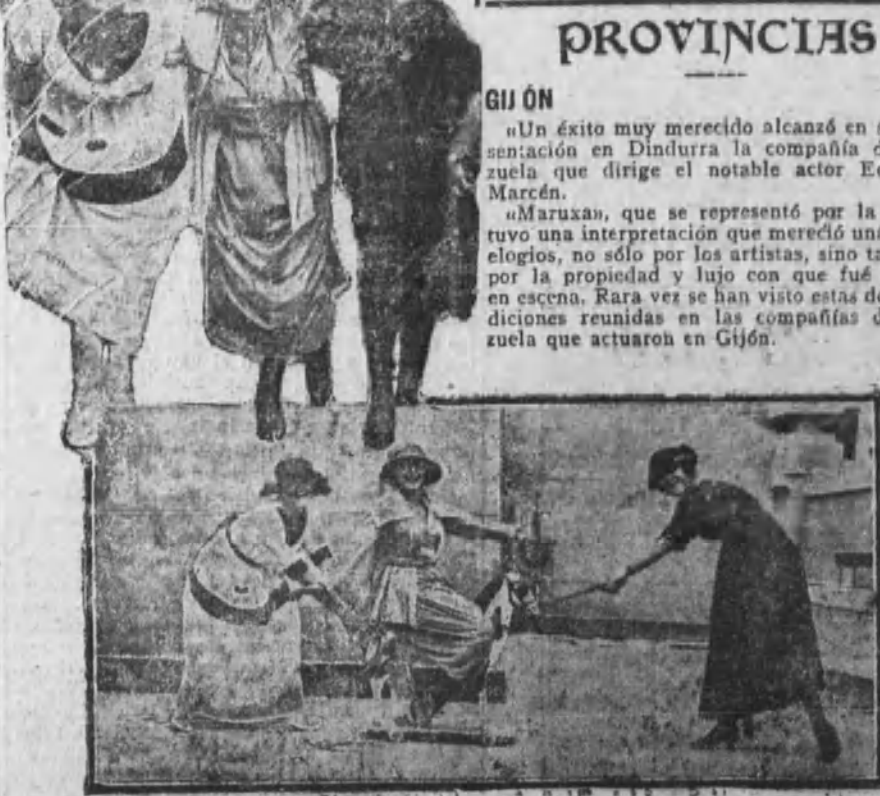 PROVINCIAS
GIJÓN
«Un éxito muy merecido alcanzó en
sentación en Dindurra la compañía
zuela que dirige el notable actor
Marcén.
«Maruxa», que se representó por la
tuvo una interpretación que mereció
elogios, no sólo por los artistas, sino
por la propiedad y lujo con que fué
en escena. Rara vez se han visto estas
diciones reunidas en las compañías
zuela que actuaron en Gijón.